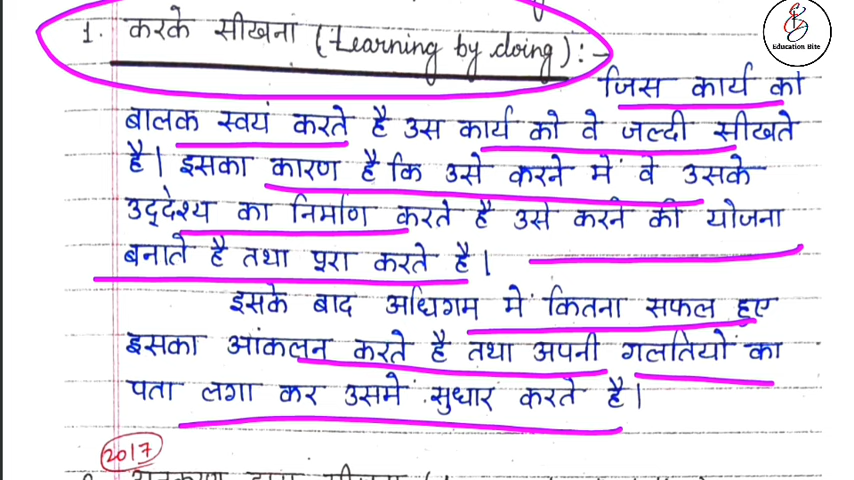 Education Bite
1. करके सीखना (Learning by doing) : -
जिस कार्य को
बालक स्वयं करते है उस कार्य को वे जल्दी सीखते
है। इसका कारण है कि उसे करने में वे उसके
उद्देश्य का निर्माण करते है उसे करने की योजना
बनाते है तथा पूरा करते है।
इसके बाद अधिगम में कितना सफल हुए
इसका आंकलन करते है तथा अपनी गलतियों का
पता लगा कर उसमें सुधार करते है।
2017